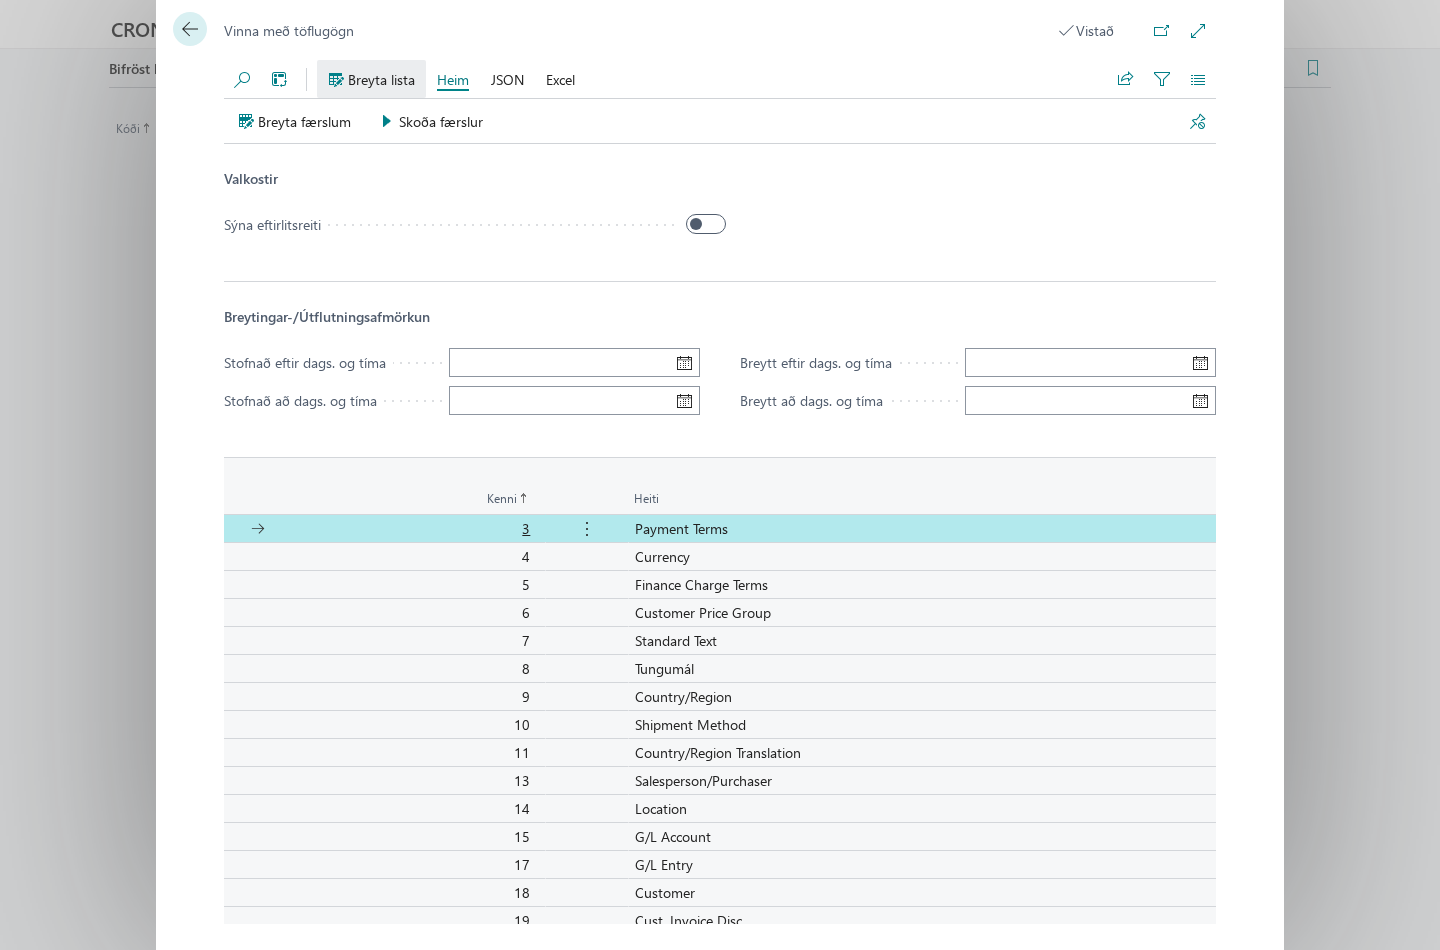 CRON
Vinna með töflugögn
Vistað
Bifröst
Breyta lista
Heim
JSON
Excel
Breyta færslum
Skoða færslur
Kóði
Valkostir
Sýna eftirlitsreiti
Breytingar-/Útflutningsafmörkun
Stofnað eftir dags. og tíma
Breytt eftir dags. og tíma
Stofnað að dags. og tíma
Breytt að dags. og tíma
Kenni Heiti
3 Payment Terms
4 Currency
5 Finance Charge Terms
6 Customer Price Group
7 Standard Text
8 Tungumál
9 Country/Region
10 Shipment Method
11 Country/Region Translation
13 Salesperson/Purchaser
14 Location
15 G/L Account
17 G/L Entry
18 Customer
19 Cust. Invoice Disc.